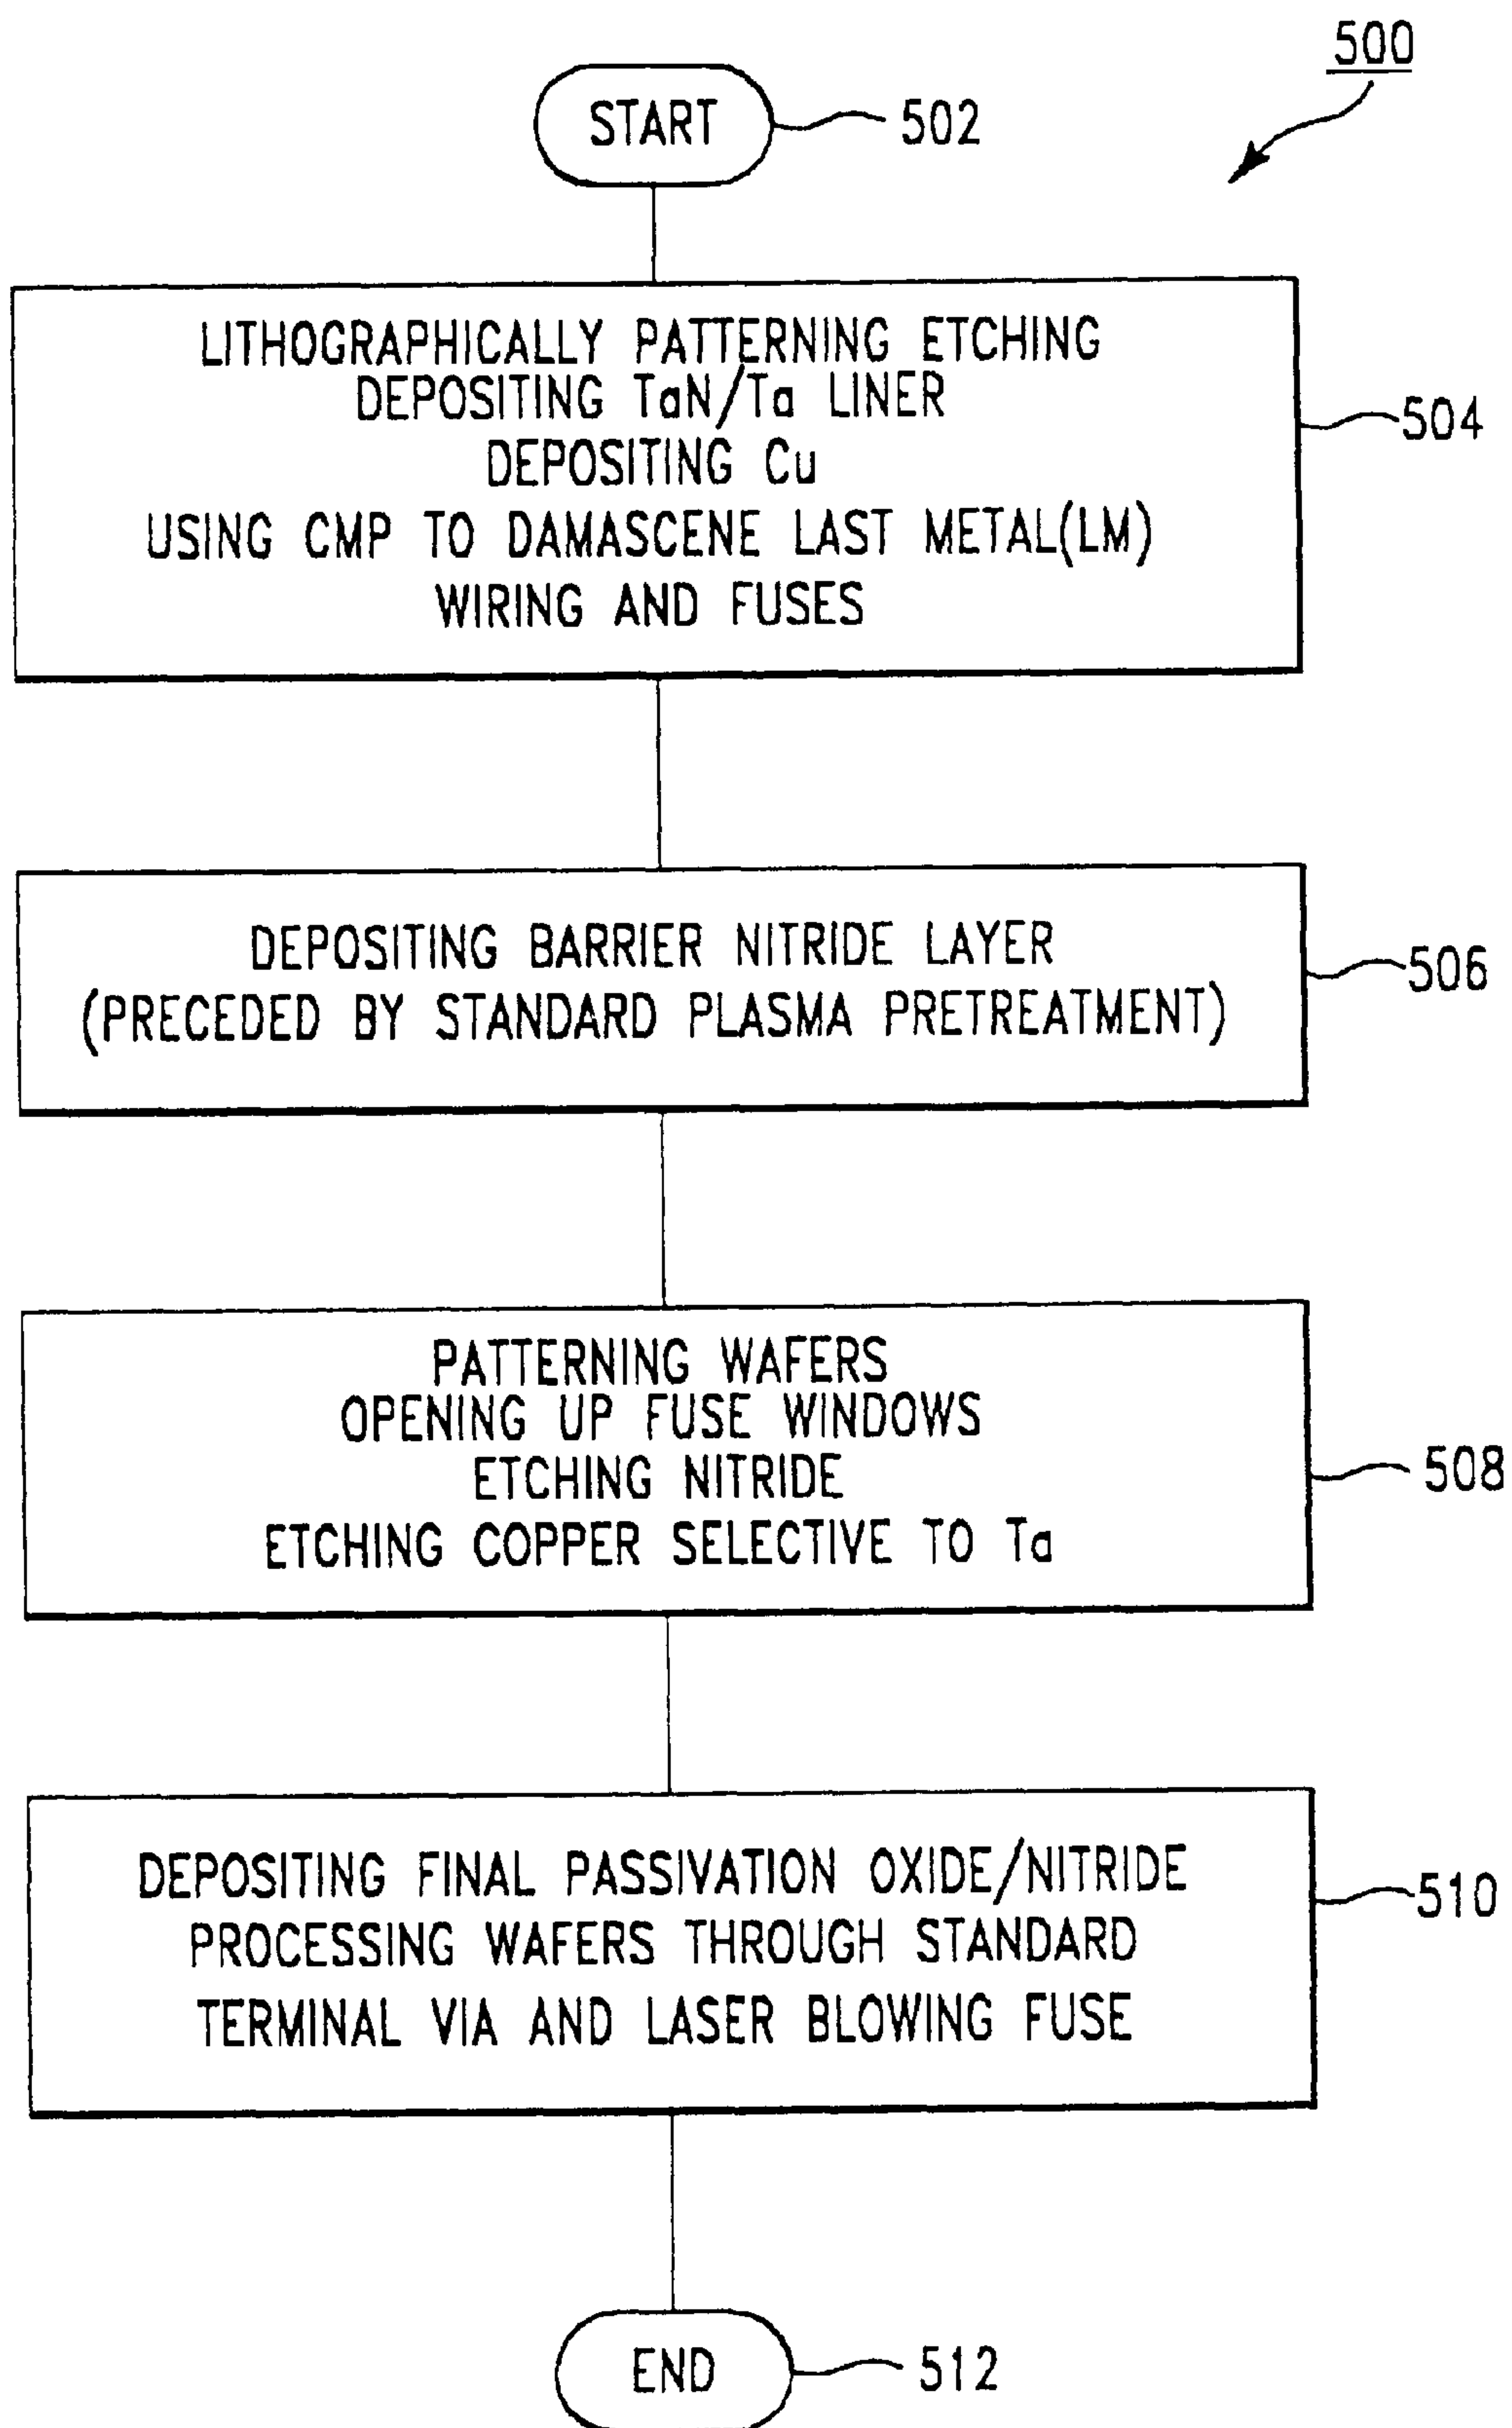 500
START
502
LITHOGRAPHICALLY PATTERNING ETCHING
DEPOSITING TaN/Ta LINER
DEPOSITING Cu
USING CMP TO DAMASCENE LAST METAL(LM)
WIRING AND FUSES
504
DEPOSITING BARRIER NITRIDE LAYER
(PRECEDED BY STANDARD PLASMA PRETREATMENT)
506
PATTERNING WAFERS
OPENING UP FUSE WINDOWS
ETCHING NITRIDE
ETCHING COPPER SELECTIVE TO Ta
508
DEPOSITING FINAL PASSIVATION OXIDE/NITRIDE
PROCESSING WAFERS THROUGH STANDARD
TERMINAL VIA AND LASER BLOWING FUSE
510
END
512